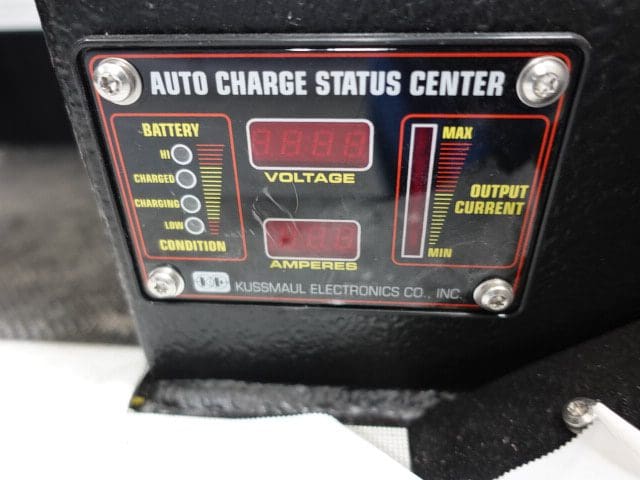 AUTO CHARGE STATUS CENTER
BATTERY
HI
CHARGED
CHARGING
LOW
CONDITION
VOLTAGE
AMPERES
MAX
OUTPUT
CURRENT
MIN
KUSSMAUL ELECTRONICS CO., INC.